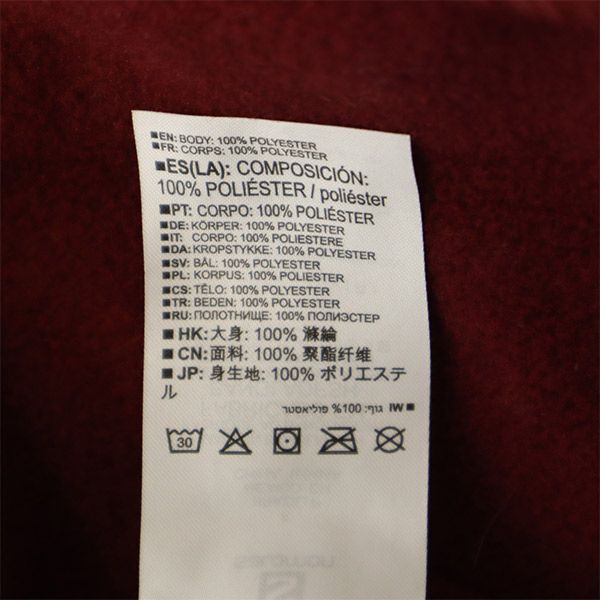 ■EN: BODY: 100% POLYESTER
■FR: CORPS: 100% POLYESTER
■ES(LA): COMPOSICIÓN:
100% POLIÉSTER / poliéster
■PT: CORPO: 100% POLIÉSTER
■DE: KÖRPER: 100% POLYESTER
■IT: CORPO: 100% POLIESTERE
■DA: KROPSTYKKE: 100% POLYESTER
■SV: BÅL: 100% POLYESTER
■PL: KORPUS: 100% POLIESTER
■CS: TĚLO: 100% POLYESTER
■TR: BEDEN: 100% POLYESTER
■RU: ПОЛОТНИЩЕ: 100% ПОЛИЭСТЕР
■HK:大身: 100% 滌綸
■CN:面料: 100% 聚酯纤维
■JP: 身生地: 100% ポリエステ
ル
■ IW גוף: 100% פוליאסטר
30
salomon